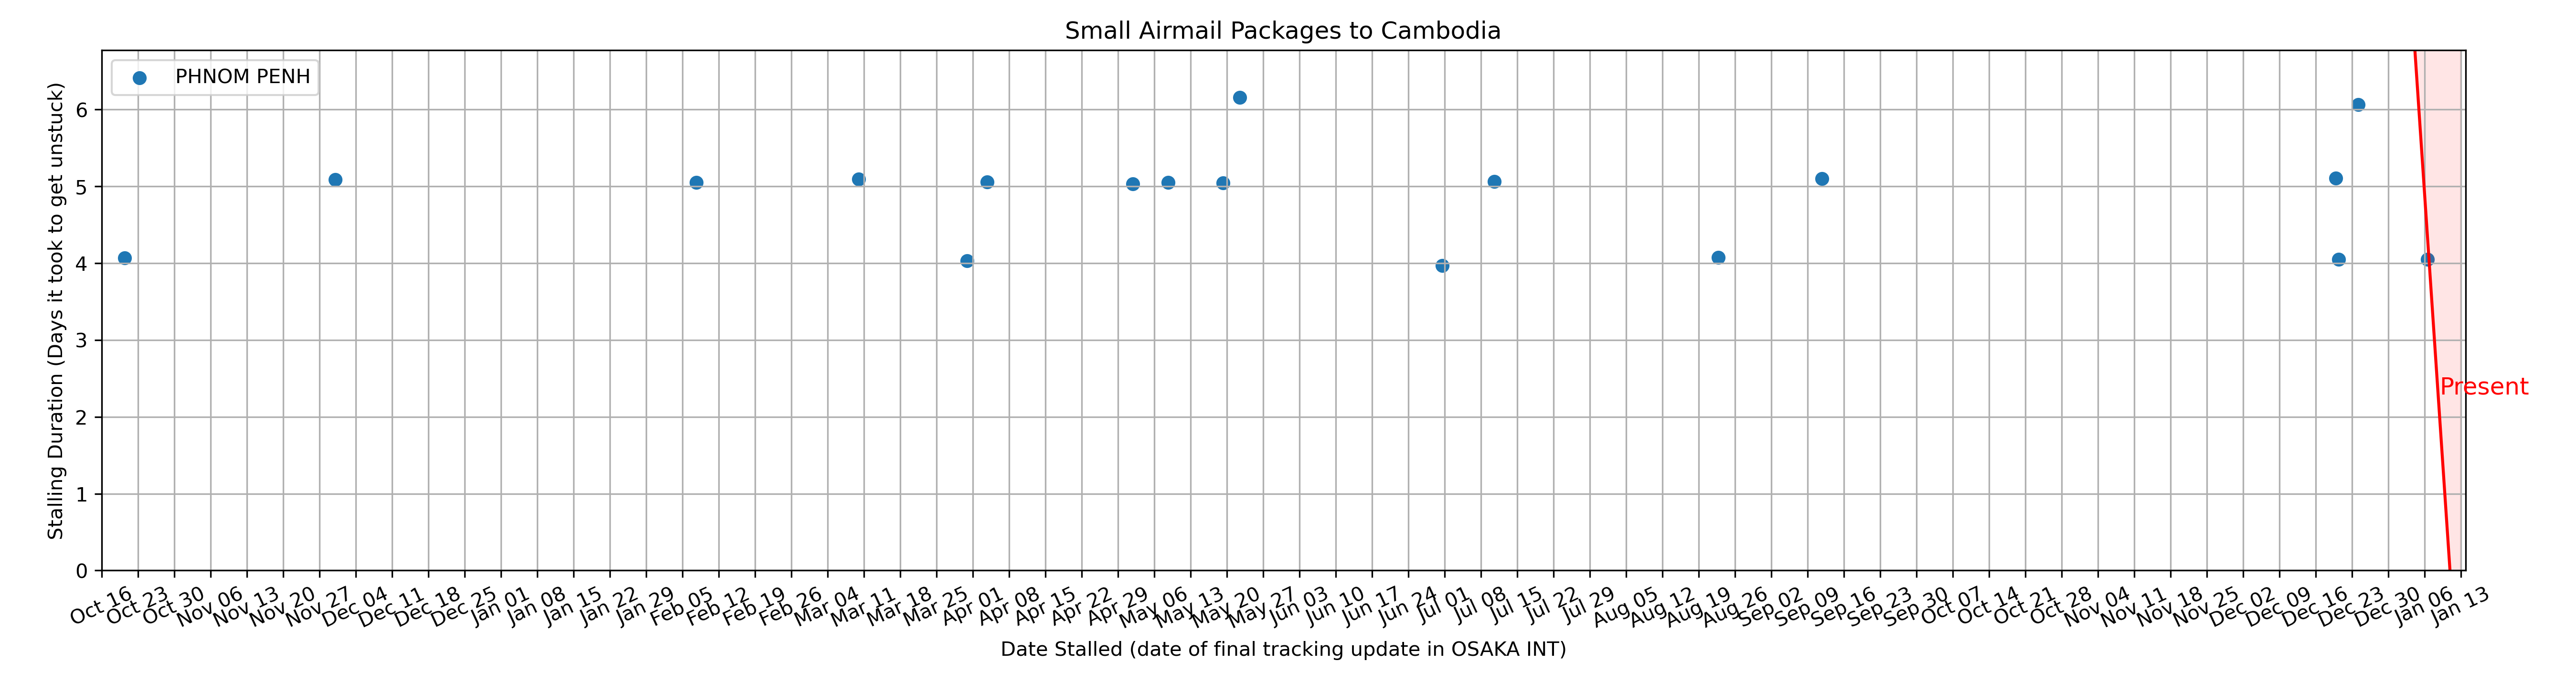 Small Airmail Packages to Cambodia
PHNOM PENH
Stalling Duration (Days it took to get unstuck)
6
5
4
3
2
1
0
Present
Oct 16
Oct 23
Oct 30
Nov 06
Nov 13
Nov 20
Nov 27
Dec 04
Dec 11
Dec 18
Dec 25
Jan 01
Jan 08
Jan 15
Jan 22
Jan 29
Feb 05
Feb 12
Feb 19
Feb 26
Mar 04
Mar 11
Mar 18
Mar 25
Apr 01
Apr 08
Apr 15
Apr 22
Apr 29
May 06
May 13
May 20
May 27
Jun 03
Jun 10
Jun 17
Jun 24
Jul 01
Jul 08
Jul 15
Jul 22
Jul 29
Aug 05
Aug 12
Aug 19
Aug 26
Sep 02
Sep 09
Sep 16
Sep 23
Sep 30
Oct 07
Oct 14
Oct 21
Oct 28
Nov 04
Nov 11
Nov 18
Nov 25
Dec 02
Dec 09
Dec 16
Dec 23
Dec 30
Jan 06
Jan 13
Date Stalled (date of final tracking update in OSAKA INT)